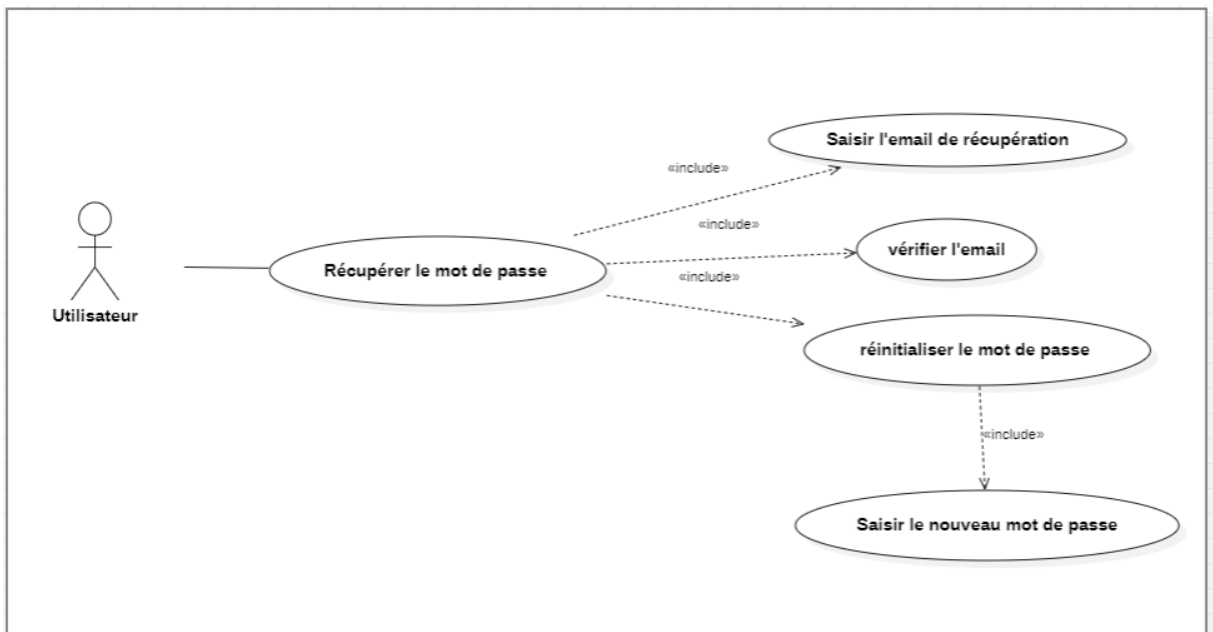 Saisir l'email de récupération
«include»
«include»
vérifier l'email
Récupérer le mot de passe
«include»
Utilisateur
réinitialiser le mot de passe
«include»
Saisir le nouveau mot de passe